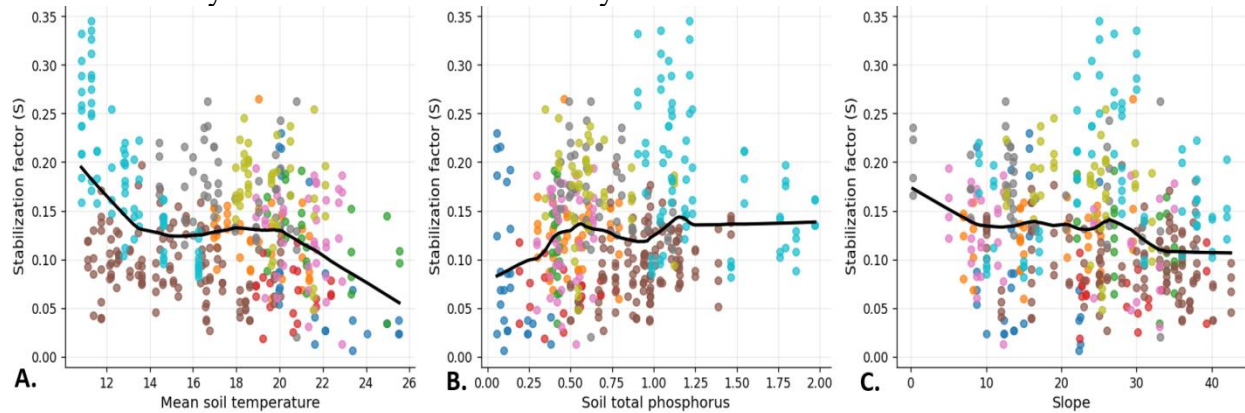 0.35 0.35 0.35
0.30 0.30 0.30
0.25 0.25 0.25
0.20 0.20 0.20
0.15 0.15 0.15
0.10 0.10 0.10
0.05 0.05 0.05
0.00 0.00 0.00
Stabilization factor (S) Stabilization factor (S) Stabilization factor (S)
12 14 16 18 20 22 24 26 0.00 0.25 0.50 0.75 1.00 1.25 1.50 1.75 2.00 0 10 20 30 40
A. Mean soil temperature B. Soil total phosphorus C. Slope